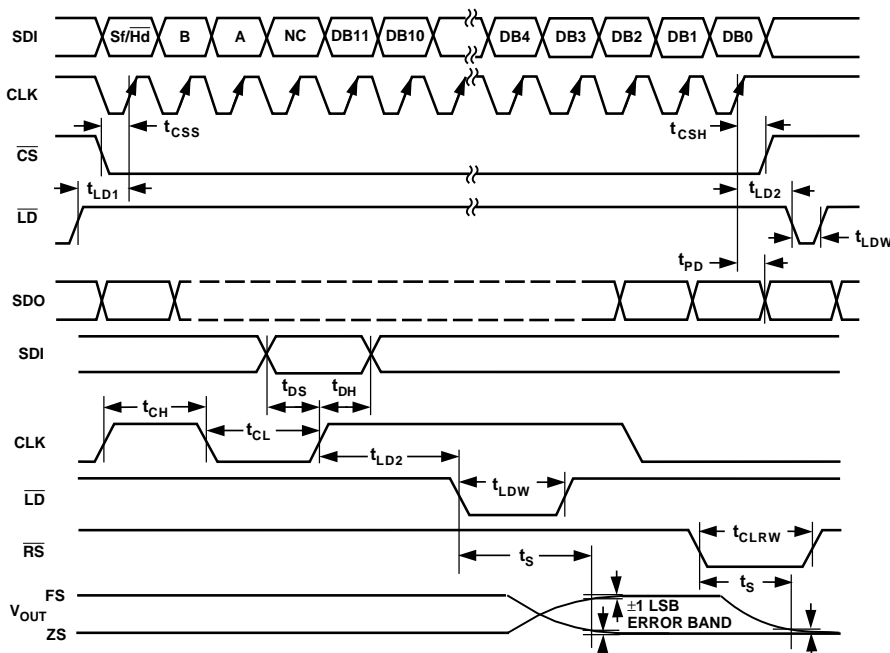 SDI Sf/Hd B A NC DB11 DB10 DB4 DB3 DB2 DB1 DB0
CLK
tCSS tCSH
CS
tLD1 tLD2
LD
tLDW
tPD
SDO
SDI
tDS tDH
tCH
tCL
CLK
tLD2
tLDW
LD
tCLRW
RS
tS tS
FS
VOUT
±1 LSB
ERROR BAND
ZS